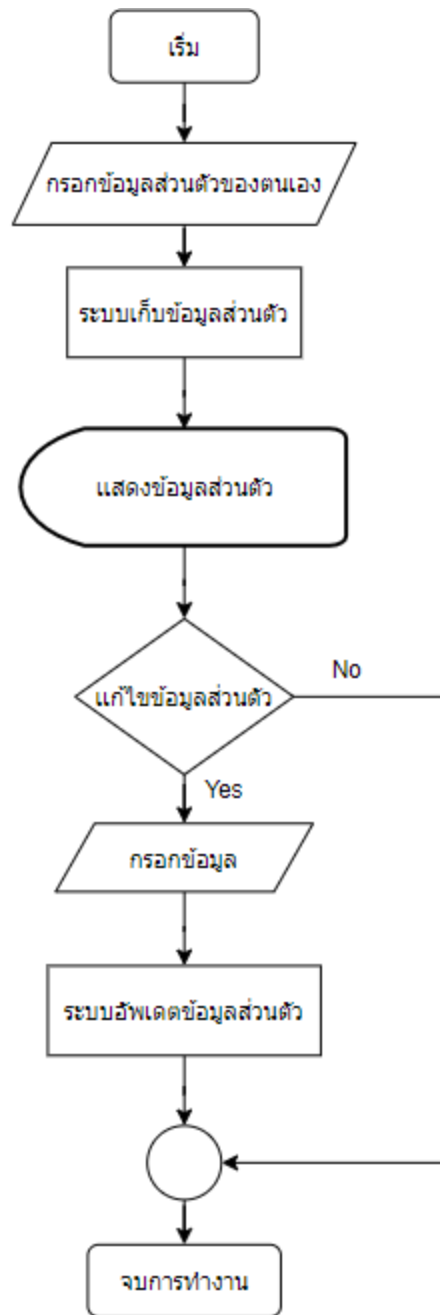 เริ่ม
กรอกข้อมูลส่วนตัวของตนเอง
ระบบเก็บข้อมูลส่วนตัว
แสดงข้อมูลส่วนตัว
แก้ไขข้อมูลส่วนตัว
No
Yes
กรอกข้อมูล
ระบบอัพเดตข้อมูลส่วนตัว
จบการทำงาน